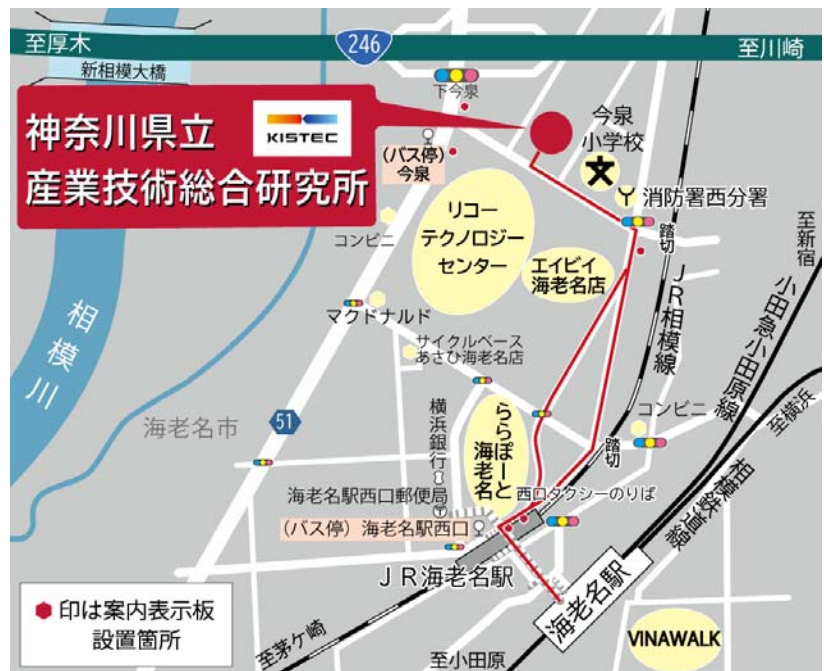 至厚木
246
至川崎
新相模大橋
下今泉
神奈川県立
KISTEC
産業技術総合研究所
(バス停)
今泉
今泉
小学校
文
消防署西分署
リコー
テクノロジー
センター
コンビニ
エイビイ
海老名店
踏切
至新宿
JR相模線
小田急小田原線
相模川
マクドナルド
サイクルベース
あさひ海老名店
海老名市
51
横浜銀行
ららぽーと
海老名
コンビニ
至横浜
踏切
相模鉄道線
海老名駅西口郵便局
西口タクシーのりば
(バス停)海老名駅西口
JR海老名駅
海老名駅
印は案内表示板
設置箇所
VINAWALK
至茅ケ崎
至小田原